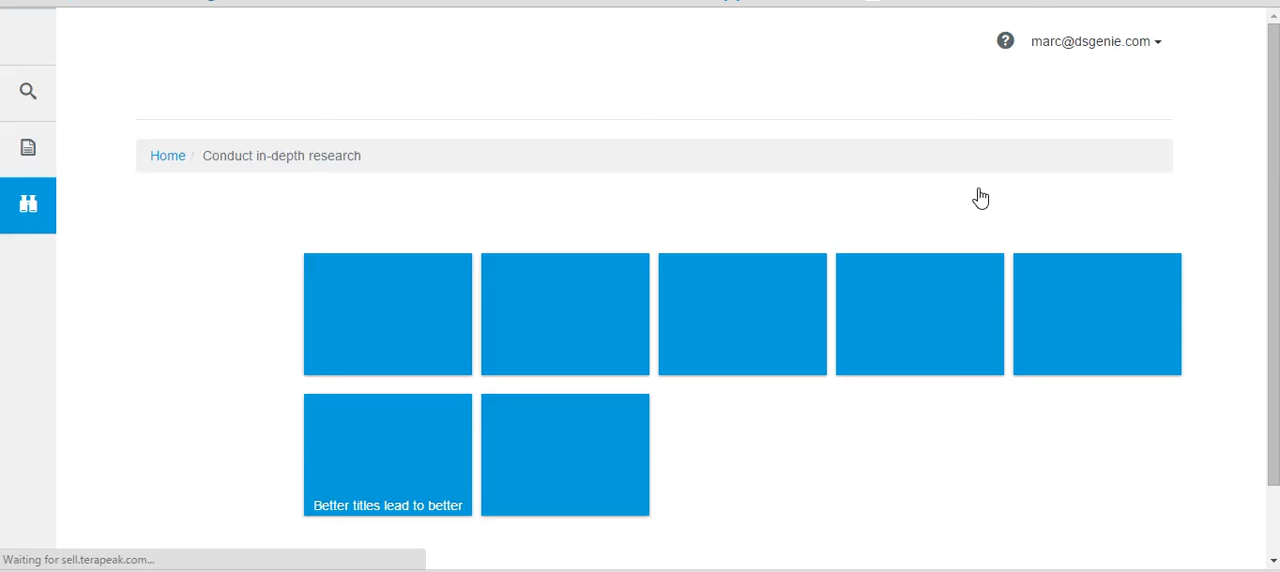 marc@dsgenie.com
Home / Conduct in-depth research
Better titles lead to better
Waiting for sell.terapeak.com...